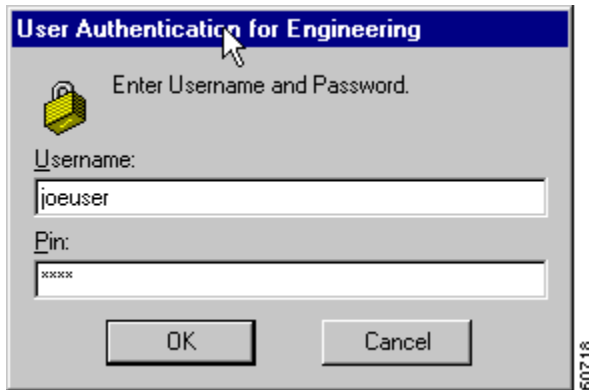 User Authentication for Engineering
Enter Username and Password.
Username:
joeuser
Pin:
****
OK
Cancel
60718